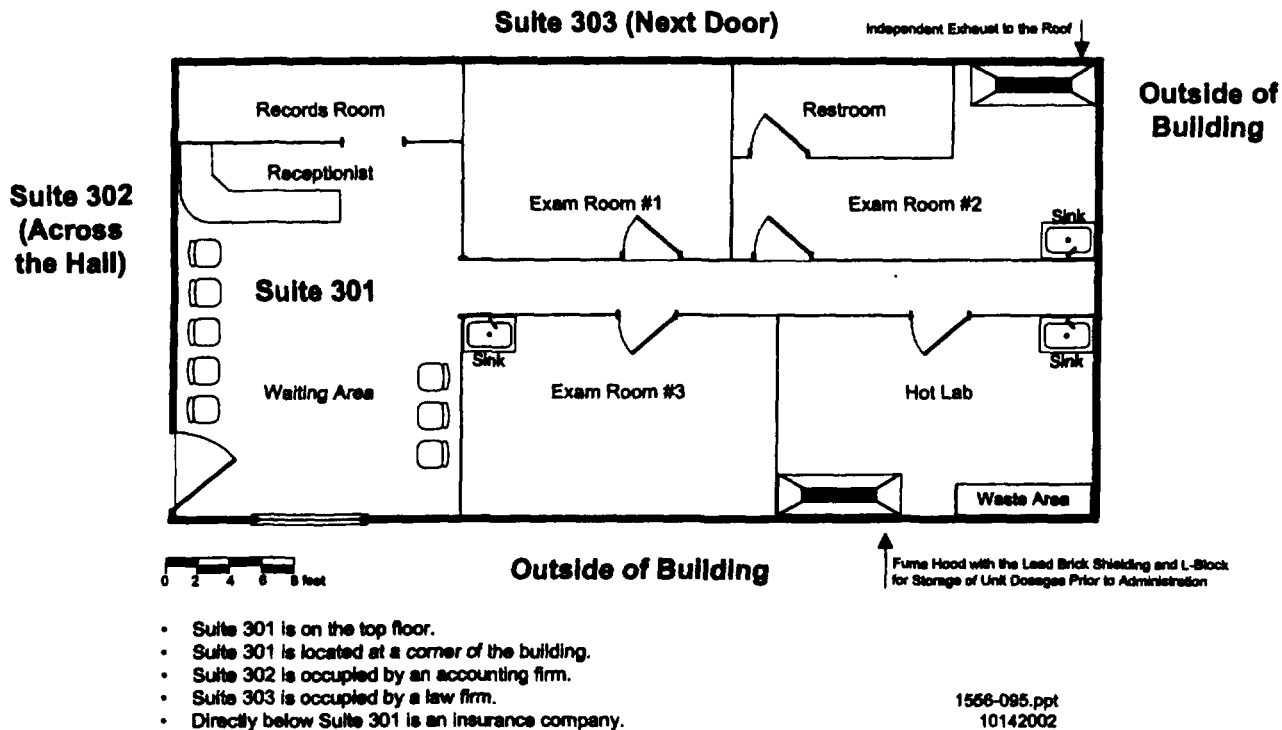 Suite 303 (Next Door)
Independent Exhaust to the Roof
Outside of
Building
Records Room
Restroom
Receptionist
Suite 302
(Across
the Hall)
Exam Room #1
Exam Room #2
Sink
Suite 301
Sink
Sink
Waiting Area
Exam Room #3
Hot Lab
Waste Area
0 2 4 6 8 feet
Outside of Building
Fume Hood with the Lead Brick Shielding and L-Block
for Storage of Unit Dosages Prior to Administration
• Suite 301 is on the top floor.
• Suite 301 is located at a corner of the building.
• Suite 302 is occupied by an accounting firm.
• Suite 303 is occupied by a law firm.
• Directly below Suite 301 is an insurance company.
1556-095.ppt
10142002